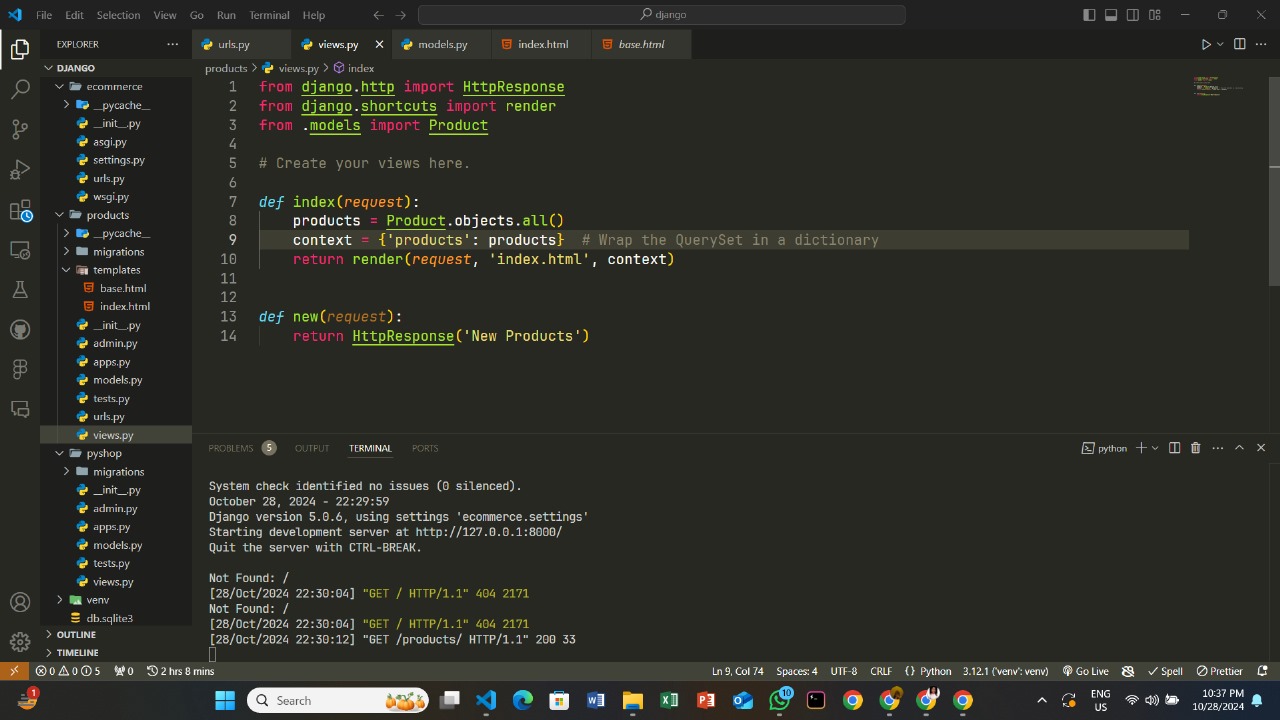 File Edit Selection View Go Run Terminal Help
django
EXPLORER
urls.py
views.py
models.py
index.html
base.html
DJANGO
ecommerce
__pycache__
__init__.py
asgi.py
settings.py
urls.py
wsgi.py
products
__pycache__
migrations
templates
base.html
index.html
__init__.py
admin.py
apps.py
models.py
tests.py
urls.py
views.py
pyshop
migrations
__init__.py
admin.py
apps.py
models.py
tests.py
views.py
venv
db.sqlite3
OUTLINE
TIMELINE
products > views.py > index
1 from django.http import HttpResponse
2 from django.shortcuts import render
3 from .models import Product
4
5 # Create your views here.
6
7 def index(request):
8 products = Product.objects.all()
9 context = {'products': products}  # Wrap the QuerySet in a dictionary
10 return render(request, 'index.html', context)
11
12
13 def new(request):
14 return HttpResponse('New Products')
PROBLEMS 5 OUTPUT TERMINAL PORTS
python
System check identified no issues (0 silenced).
October 28, 2024 - 22:29:59
Django version 5.0.6, using settings 'ecommerce.settings'
Starting development server at http://127.0.0.1:8000/
Quit the server with CTRL-BREAK.
Not Found: /
[28/Oct/2024 22:30:04] "GET / HTTP/1.1" 404 2171
Not Found: /
[28/Oct/2024 22:30:04] "GET / HTTP/1.1" 404 2171
[28/Oct/2024 22:30:12] "GET /products/ HTTP/1.1" 200 33
0 0 5 0 2 hrs 8 mins Ln 9, Col 74 Spaces: 4 UTF-8 CRLF {} Python 3.12.1 ('venv': venv) Go Live Spell Prettier
1
Search
10
ENG
US
10:37 PM
10/28/2024